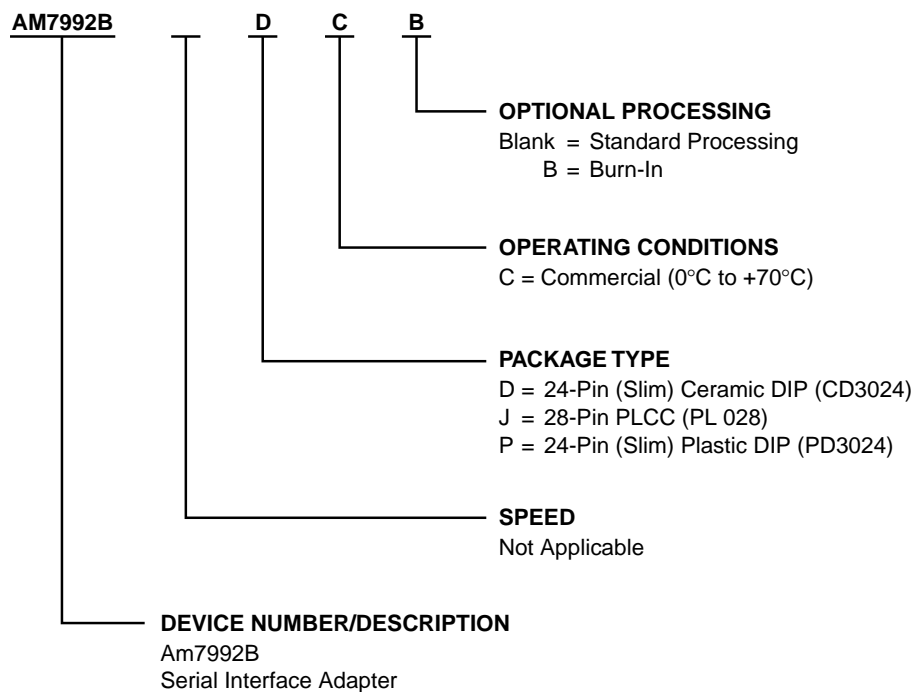 AM7992B D C B
OPTIONAL PROCESSING
Blank = Standard Processing
B = Burn-In
OPERATING CONDITIONS
C = Commercial (0°C to +70°C)
PACKAGE TYPE
D = 24-Pin (Slim) Ceramic DIP (CD3024)
J = 28-Pin PLCC (PL 028)
P = 24-Pin (Slim) Plastic DIP (PD3024)
SPEED
Not Applicable
DEVICE NUMBER/DESCRIPTION
Am7992B
Serial Interface Adapter